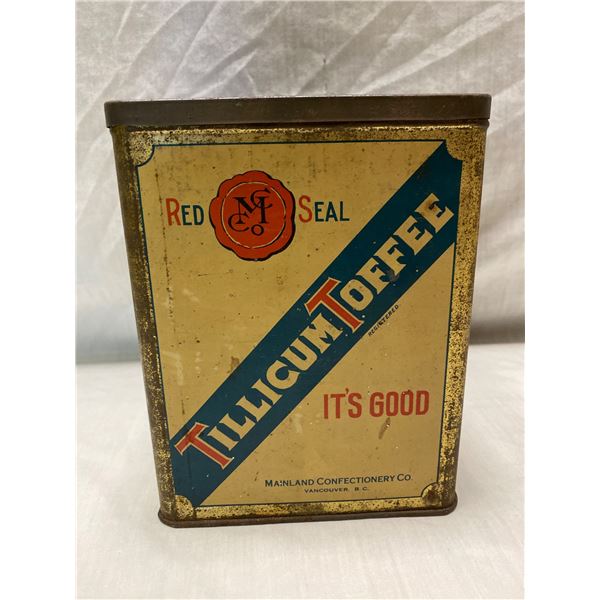 RED SEAL
MCCO
TILLICUM TOFFEE
REGISTERED
IT'S GOOD
MAINLAND CONFECTIONERY CO.
VANCOUVER, B.C.